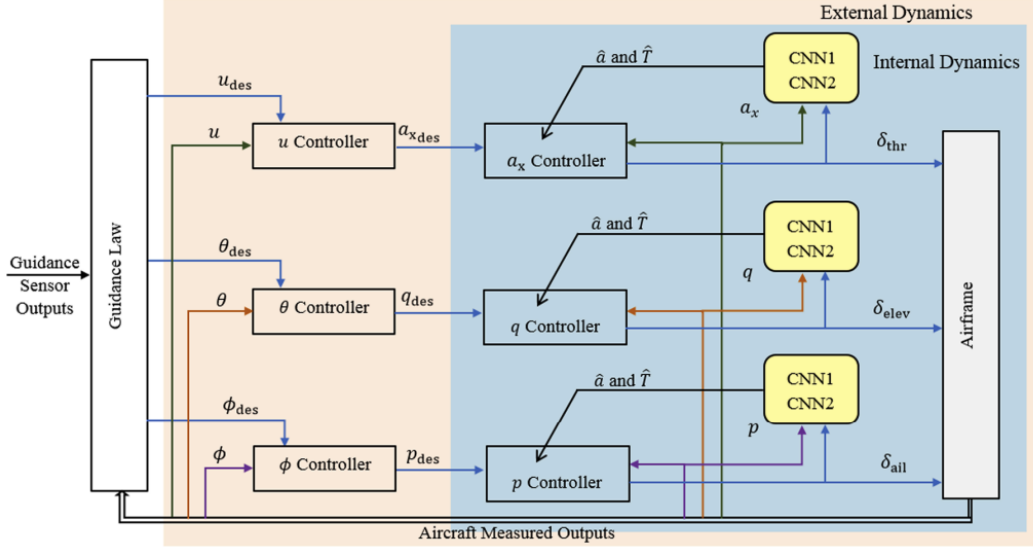 External Dynamics
Internal Dynamics
CNN1
CNN2
â and T̂
u_des
a_x
u
u Controller
a_xdes
a_x Controller
δ_thr
CNN1
CNN2
â and T̂
θ_des
q
Guidance
Sensor
Outputs
Guidance Law
θ
θ Controller
q_des
q Controller
δ_elev
Airframe
CNN1
CNN2
â and T̂
ϕ_des
p
ϕ
ϕ Controller
p_des
p Controller
δ_ail
Aircraft Measured Outputs